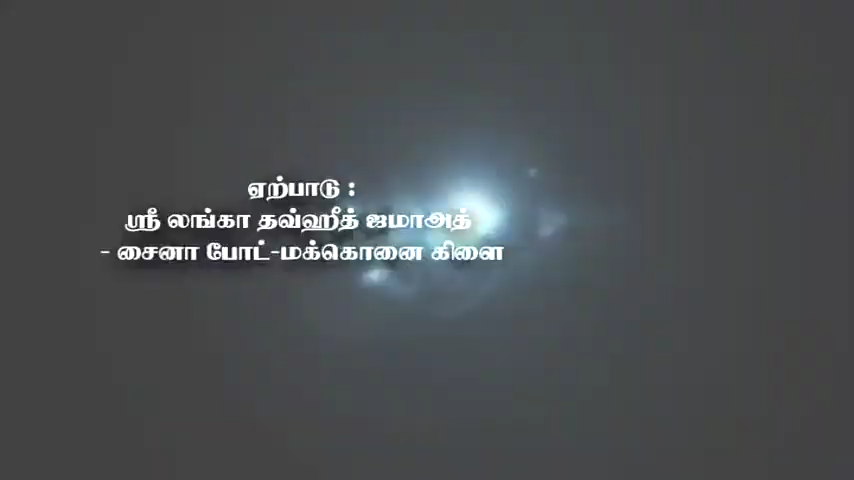 ஏற்பாடு :
ஸ்ரீ லங்கா தவ்ஹீத் ஜமாஅத்
- சைனா போட்-மக்கொனை கிளை